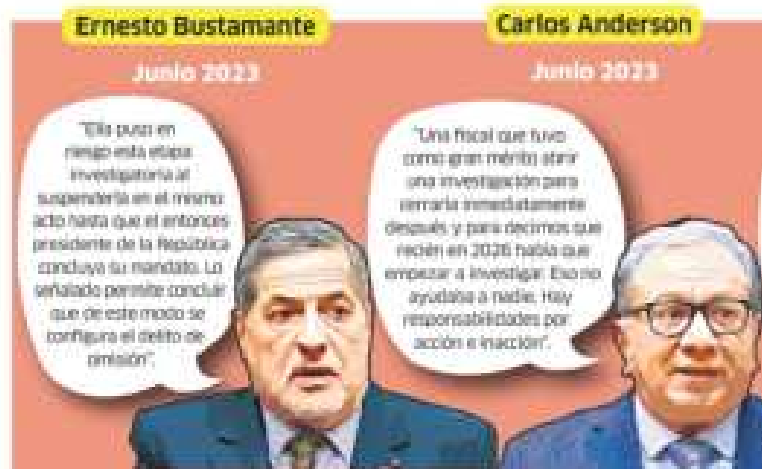 Ernesto Bustamante
Junio 2023
"Ella puso en
riesgo esta etapa
investigatoria al
suspenderla en el mismo
acto hasta que el entonces
presidente de la República
concluya su mandato. Lo
señalado permite concluir
que de este modo se
configura el delito de
omisión".
Carlos Anderson
Junio 2023
"Una fiscal que tuvo
como gran mérito abrir
una investigación para
cerrarla inmediatamente
después y para decirnos que
recién en 2026 había que
empezar a investigar. Eso no
ayudaba a nadie. Hay
responsabilidades por
acción e inacción".